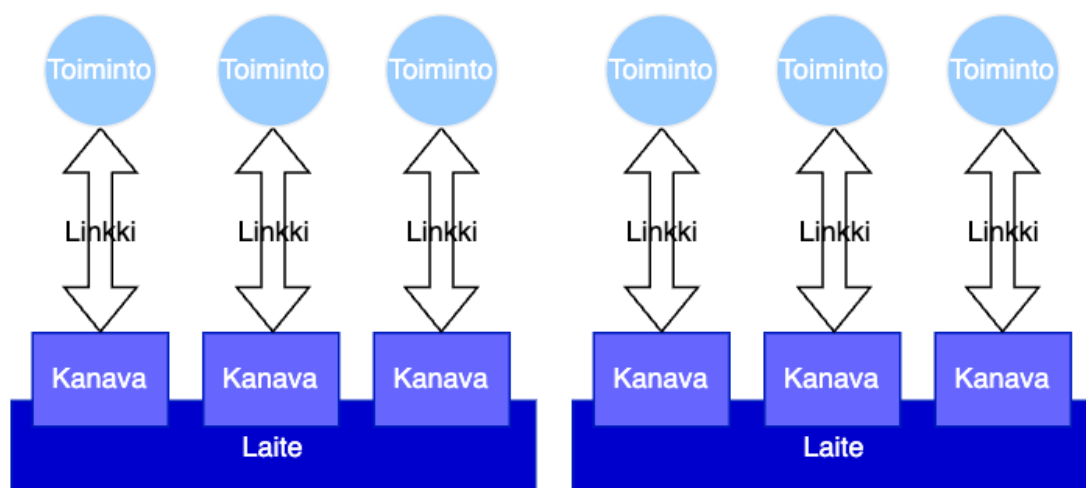 Toiminto Toiminto Toiminto Toiminto Toiminto Toiminto
Linkki Linkki Linkki Linkki Linkki Linkki
Kanava Kanava Kanava Kanava Kanava Kanava
Laite Laite